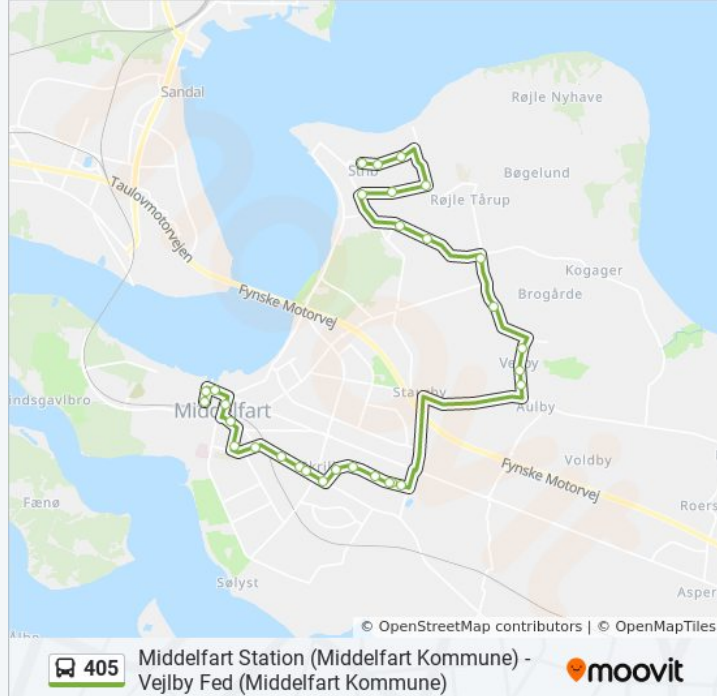 Sandal
Røjle Nyhave
Strib
Bøgelund
Røjle Tårup
Taulovmotorvejen
Kogager
Fynske Motorvej
Brogårde
Middelfart
Aulby
Voldby
Fynske Motorvej
Fænø
Sølyst
© OpenStreetMap contributors | © OpenMapTiles
405
Middelfart Station (Middelfart Kommune) -
Vejlby Fed (Middelfart Kommune)
moovit